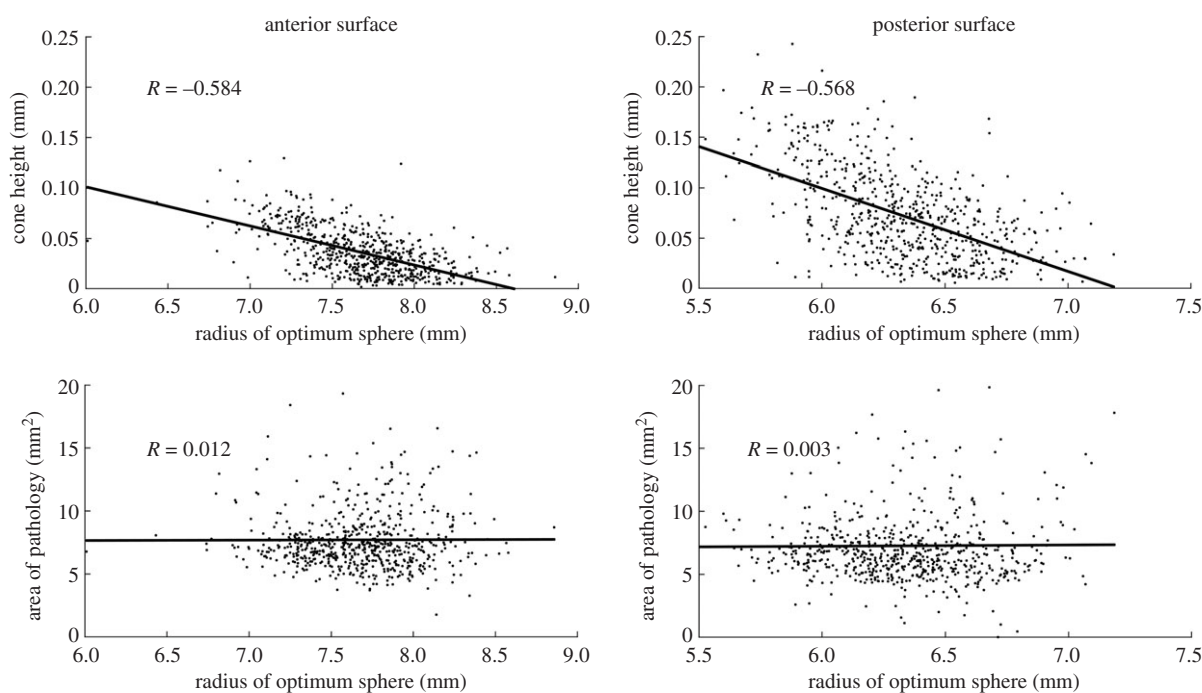 anterior surface
0.25
0.20
0.15
0.10
0.05
0
cone height (mm)
R = –0.584
6.0 6.5 7.0 7.5 8.0 8.5 9.0
radius of optimum sphere (mm)
posterior surface
0.25
0.20
0.15
0.10
0.05
0
cone height (mm)
R = –0.568
5.5 6.0 6.5 7.0 7.5
radius of optimum sphere (mm)
20
15
10
5
0
area of pathology (mm²)
R = 0.012
6.0 6.5 7.0 7.5 8.0 8.5 9.0
radius of optimum sphere (mm)
20
15
10
5
0
area of pathology (mm²)
R = 0.003
5.5 6.0 6.5 7.0 7.5
radius of optimum sphere (mm)